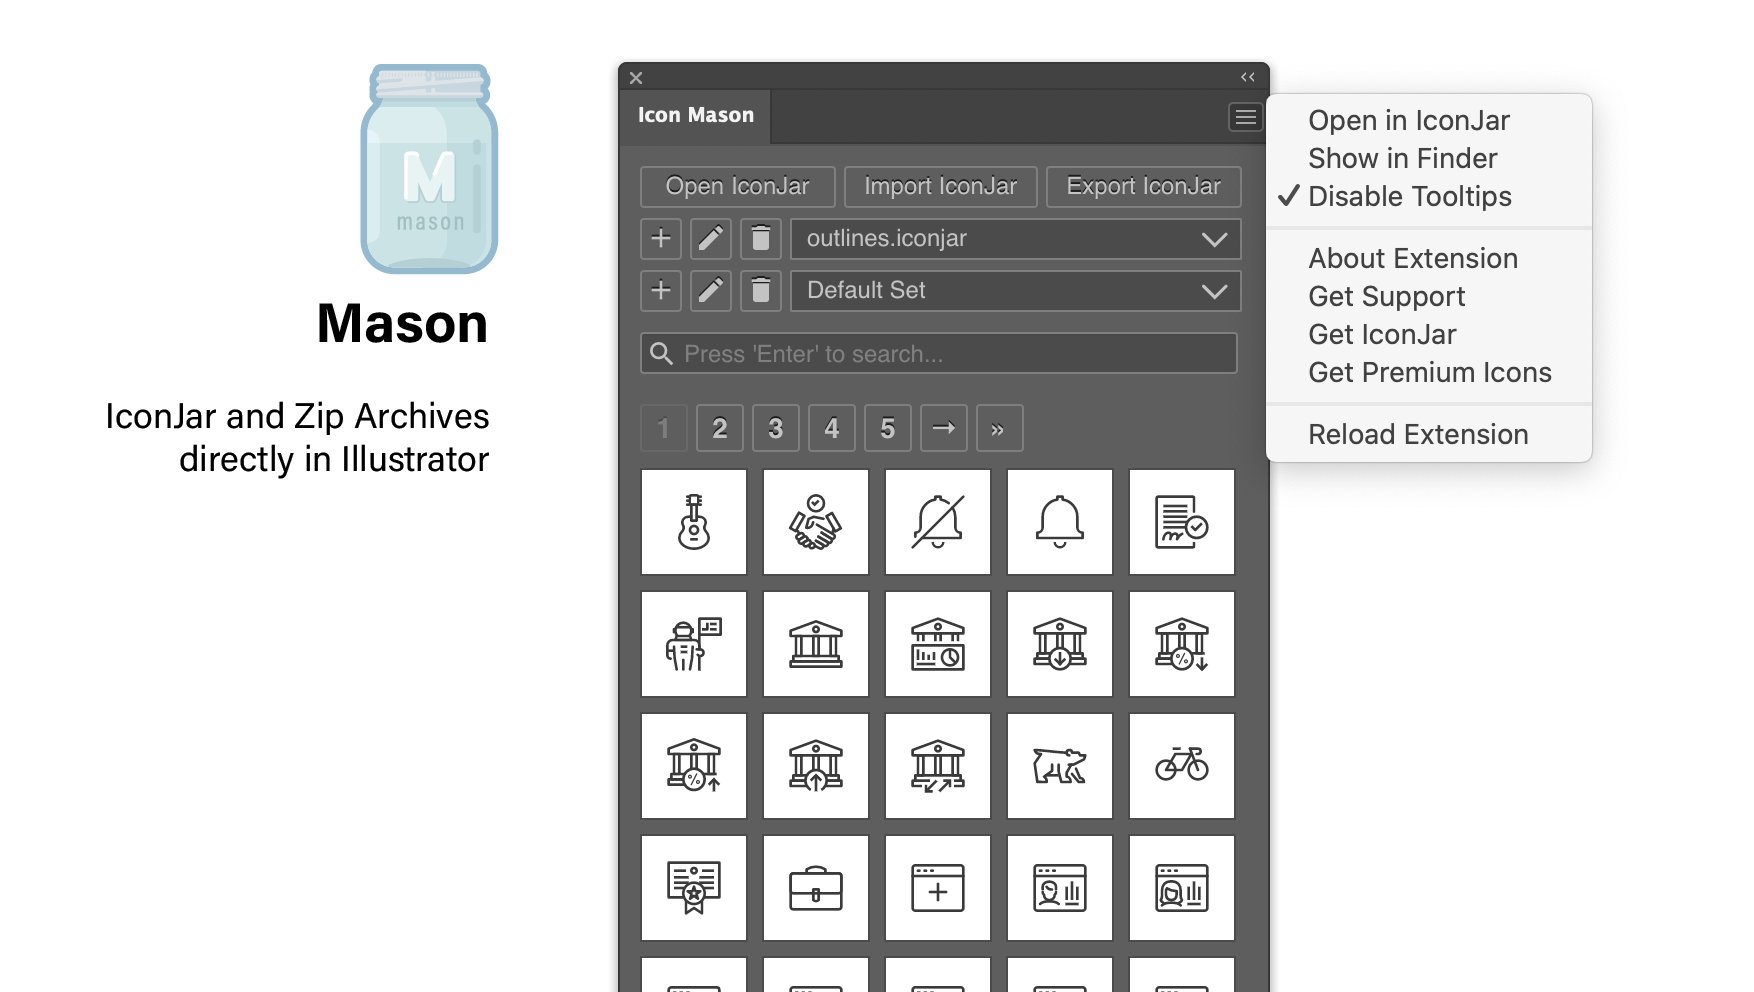 M
mason
Mason
IconJar and Zip Archives
directly in Illustrator
Icon Mason
Open IconJar
Import IconJar
Export IconJar
outlines.iconjar
Default Set
Press 'Enter' to search...
1 2 3 4 5 → »
Open in IconJar
Show in Finder
✓ Disable Tooltips
About Extension
Get Support
Get IconJar
Get Premium Icons
Reload Extension